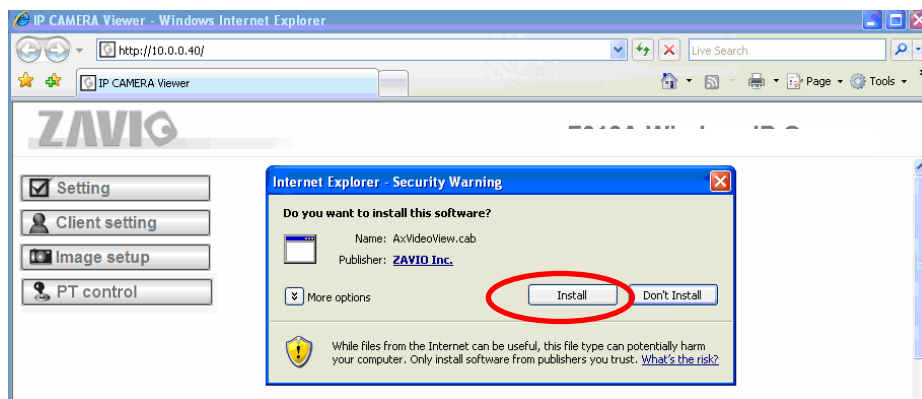 IP CAMERA Viewer - Windows Internet Explorer
http://10.0.0.40/
Live Search
IP CAMERA Viewer
Page
Tools
ZAVIO
Setting
Client setting
Image setup
PT control
Internet Explorer - Security Warning
Do you want to install this software?
Name: AxVideoView.cab
Publisher: ZAVIO Inc.
More options
Install
Don't Install
While files from the Internet can be useful, this file type can potentially harm
your computer. Only install software from publishers you trust. What's the risk?